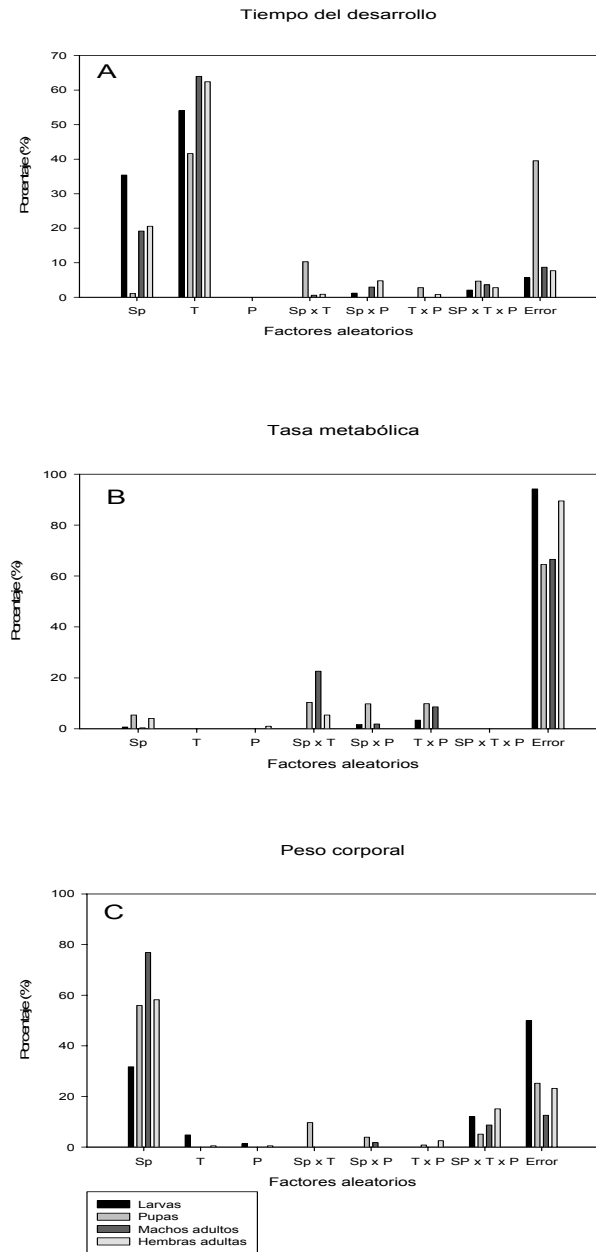 Tiempo del desarrollo
A
70
60
50
40
30
20
10
0
Porcentaje (%)
Sp T P Sp x T Sp x P T x P SP x T x P Error
Factores aleatorios
Tasa metabólica
B
100
80
60
40
20
0
Porcentaje (%)
Sp T P Sp x T Sp x P T x P SP x T x P Error
Factores aleatorios
Peso corporal
C
100
80
60
40
20
0
Porcentaje (%)
Sp T P Sp x T Sp x P T x P SP x T x P Error
Factores aleatorios
Larvas
Pupas
Machos adultos
Hembras adultas